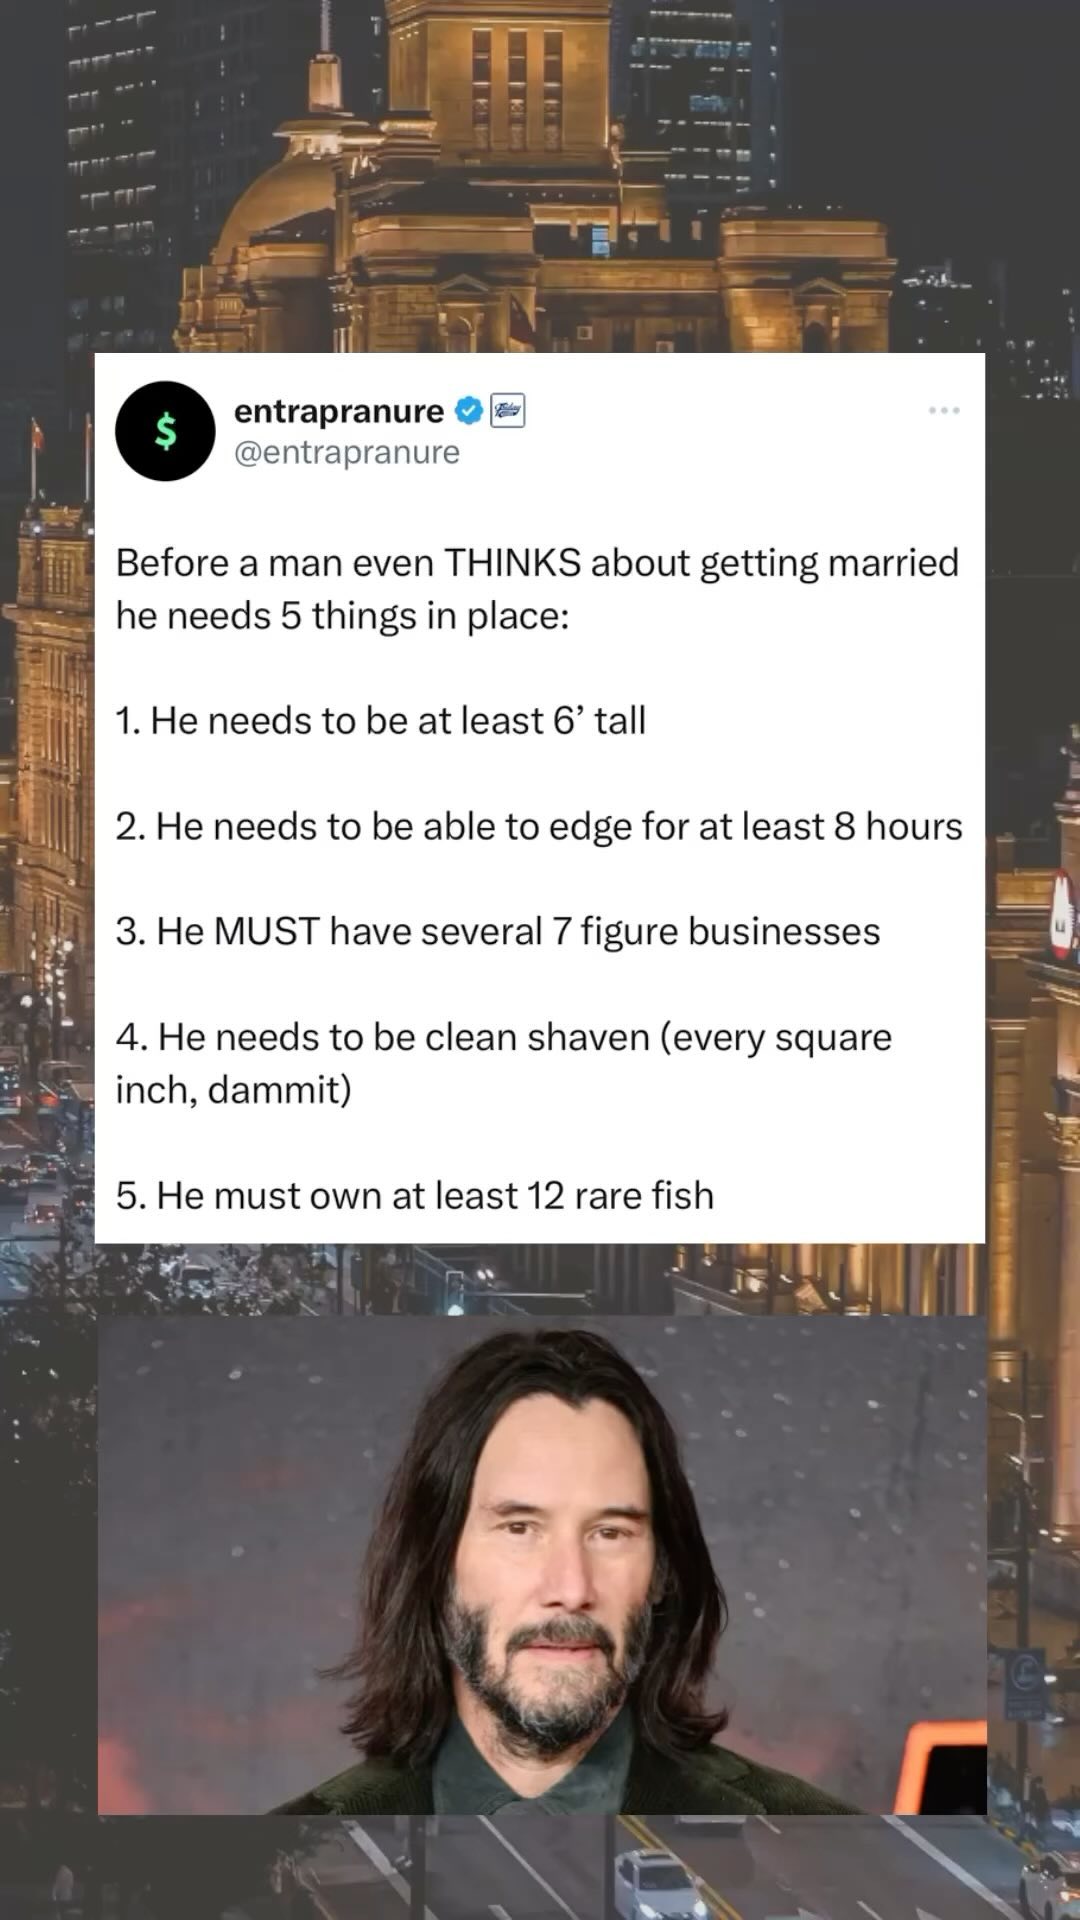 $
entrapranure
@entrapranure
Before a man even THINKS about getting married
he needs 5 things in place:
1. He needs to be at least 6’ tall
2. He needs to be able to edge for at least 8 hours
3. He MUST have several 7 figure businesses
4. He needs to be clean shaven (every square
inch, dammit)
5. He must own at least 12 rare fish